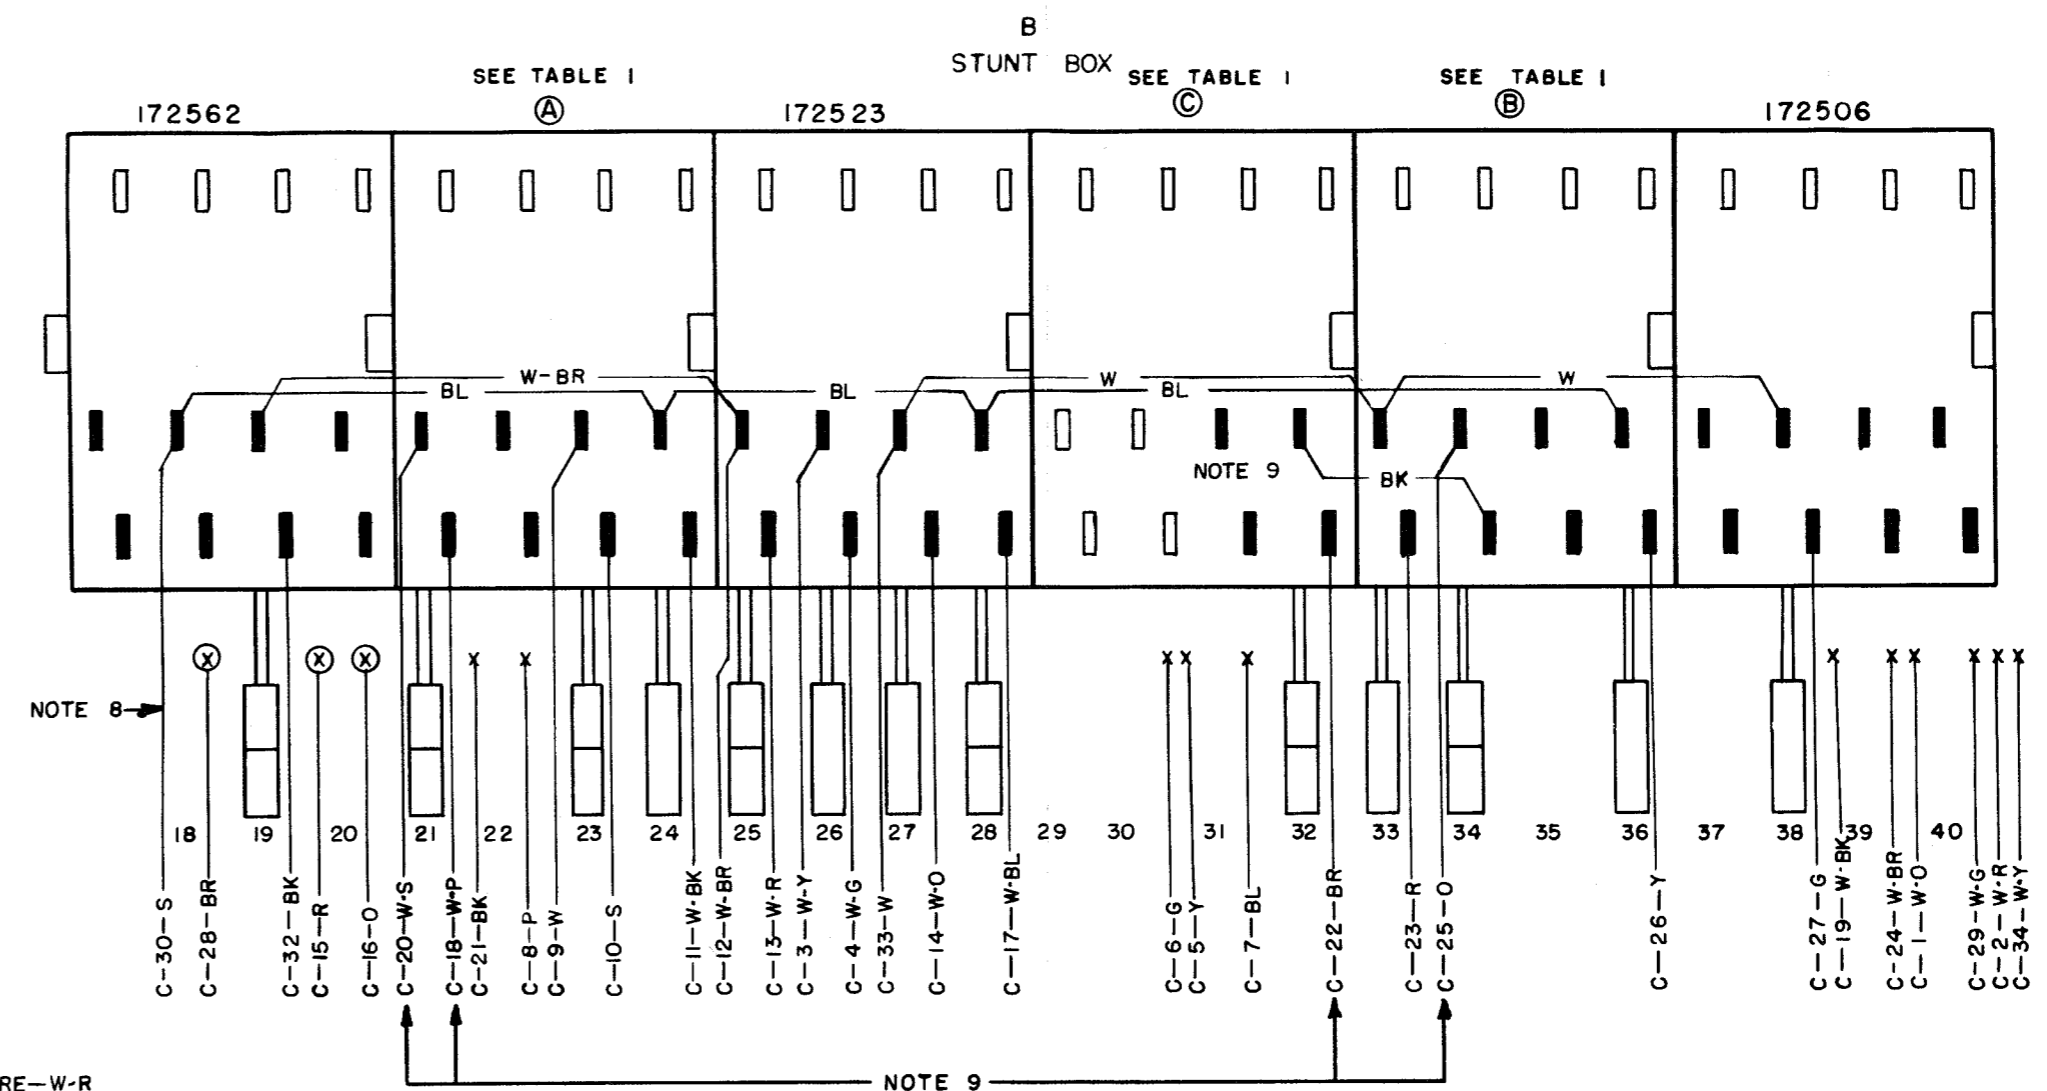 B
STUNT BOX
SEE TABLE 1
SEE TABLE 1
SEE TABLE 1
172562
A
172523
C
B
172506
W-BR
BL
BL
W
BL
W
NOTE 9
BK
X
X
X
X
X
X
X
X
X
X
X
X
X
X
NOTE 8
18
19
20
21
22
23
24
25
26
27
28
29
30
31
32
33
34
35
36
37
38
39
40
C-30-S
C-28-BR
C-32-BK
C-15-R
C-16-O
C-20-W-S
C-18-W-P
C-21-BK
C-8-P
C-9-W
C-10-S
C-11-W-BK
C-12-W-BR
C-13-W-R
C-3-W-Y
C-4-W-G
C-33-W
C-14-W-O
C-17-W-BL
C-6-G
C-5-Y
C-7-BL
C-22-BR
C-23-R
C-25-O
C-26-Y
C-27-G
C-19-W-BK
C-24-W-BR
C-1-W-O
C-29-W-G
C-2-W-R
C-34-W-Y
NOTE 9
RE-W-R